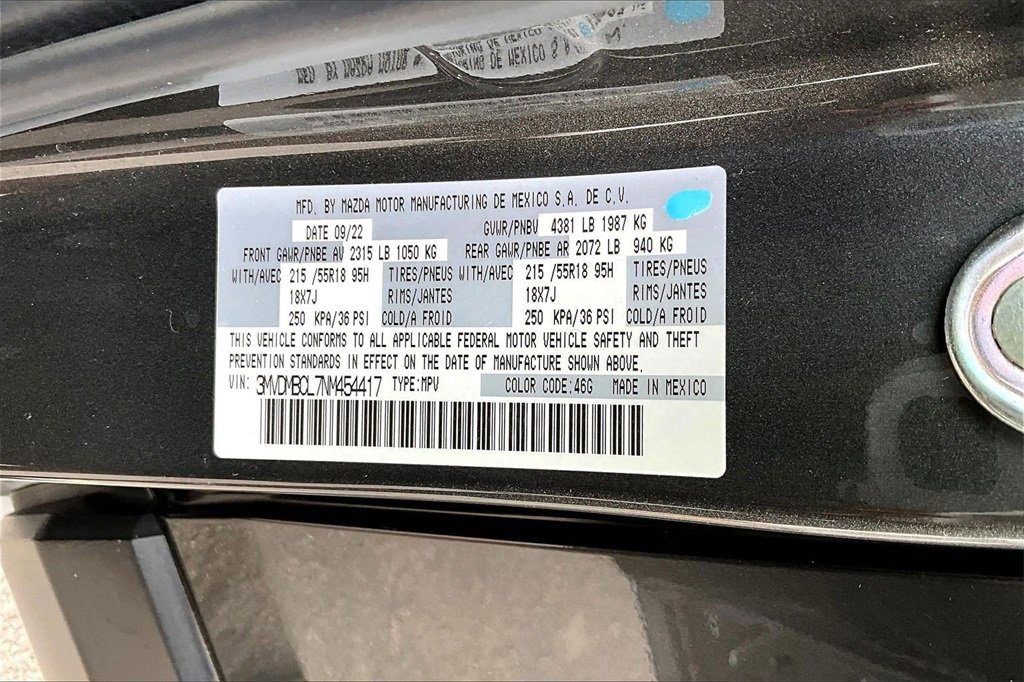 MFD. BY MAZDA MOTOR MANUFACTURING DE MEXICO S.A. DE C.V.
DATE 09/22 GVWR/PNBV 4381 LB 1987 KG
FRONT GAWR/PNBE AV 2315 LB 1050 KG REAR GAWR/PNBE AR 2072 LB 940 KG
WITH/AVEC 215 /55R18 95H TIRES/PNEUS WITH/AVEC 215 /55R18 95H TIRES/PNEUS
18X7J RIMS/JANTES 18X7J RIMS/JANTES
250 KPA/36 PSI COLD/A FROID 250 KPA/36 PSI COLD/A FROID
THIS VEHICLE CONFORMS TO ALL APPLICABLE FEDERAL MOTOR VEHICLE SAFETY AND THEFT
PREVENTION STANDARDS IN EFFECT ON THE DATE OF MANUFACTURE SHOWN ABOVE.
VIN: 3MVDMBCL7NM454417 TYPE:MPV COLOR CODE:46G MADE IN MEXICO